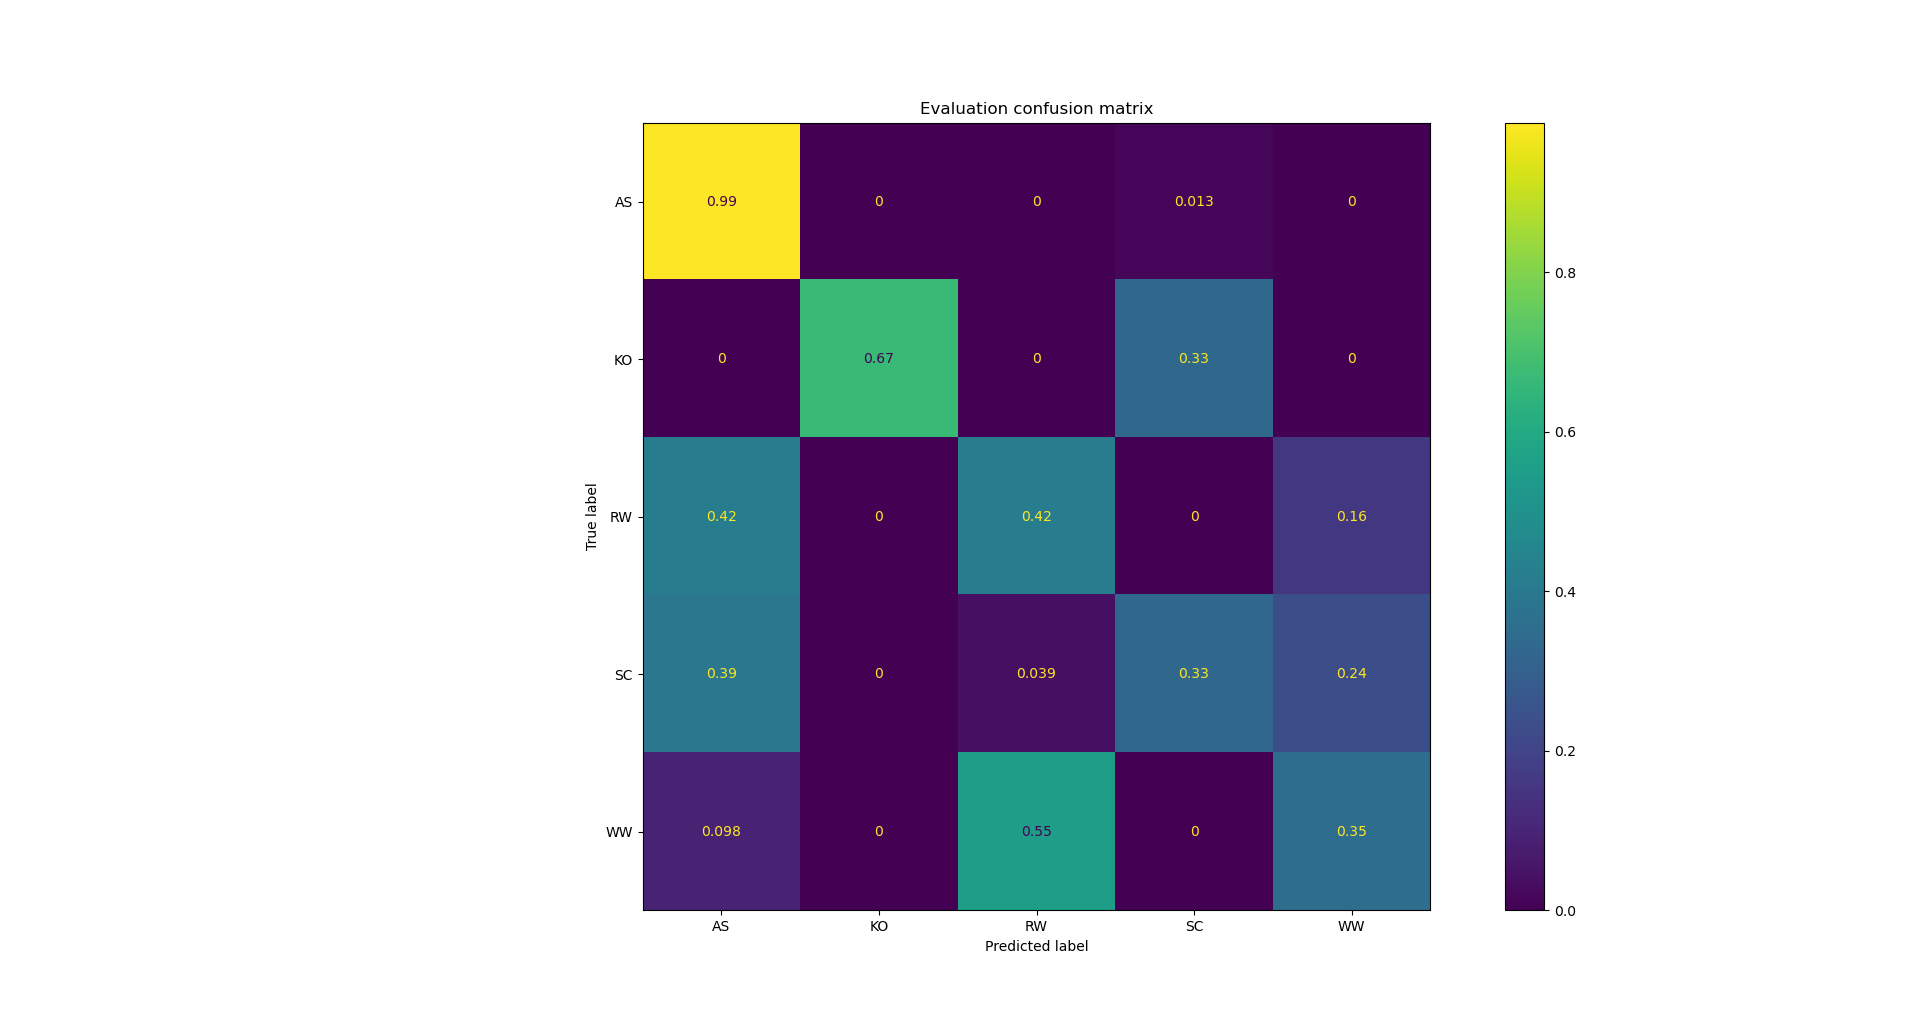 Evaluation confusion matrix
AS 0.99 0 0 0.013 0
KO 0 0.67 0 0.33 0
RW 0.42 0 0.42 0 0.16
SC 0.39 0 0.039 0.33 0.24
WW 0.098 0 0.55 0 0.35
AS KO RW SC WW
Predicted label
True label
0.8
0.6
0.4
0.2
0.0